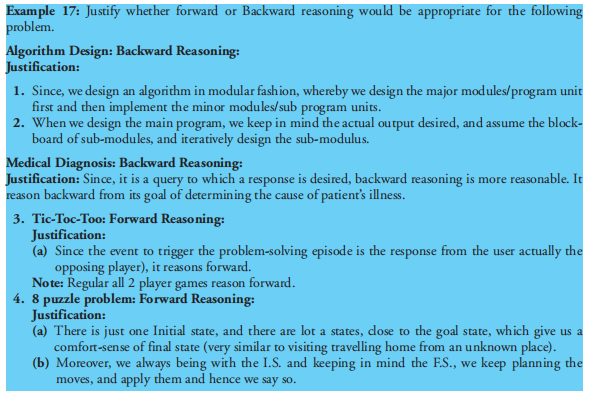 Example 17: Justify whether forward or Backward reasoning would be appropriate for the following
problem.
Algorithm Design: Backward Reasoning:
Justification:
1. Since, we design an algorithm in modular fashion, whereby we design the major modules/program unit
first and then implement the minor modules/sub program units.
2. When we design the main program, we keep in mind the actual output desired, and assume the block-
board of sub-modules, and iteratively design the sub-modulus.
Medical Diagnosis: Backward Reasoning:
Justification: Since, it is a query to which a response is desired, backward reasoning is more reasonable. It
reason backward from its goal of determining the cause of patient's illness.
3. Tic-Toc-Too: Forward Reasoning:
Justification:
(a) Since the event to trigger the problem-solving episode is the response from the user actually the
opposing player), it reasons forward.
Note: Regular all 2 player games reason forward.
4. 8 puzzle problem: Forward Reasoning:
Justification:
(a) There is just one Initial state, and there are lot a states, close to the goal state, which give us a
comfort-sense of final state (very similar to visiting travelling home from an unknown place).
(b) Moreover, we always being with the I.S. and keeping in mind the F.S., we keep planning the
moves, and apply them and hence we say so.